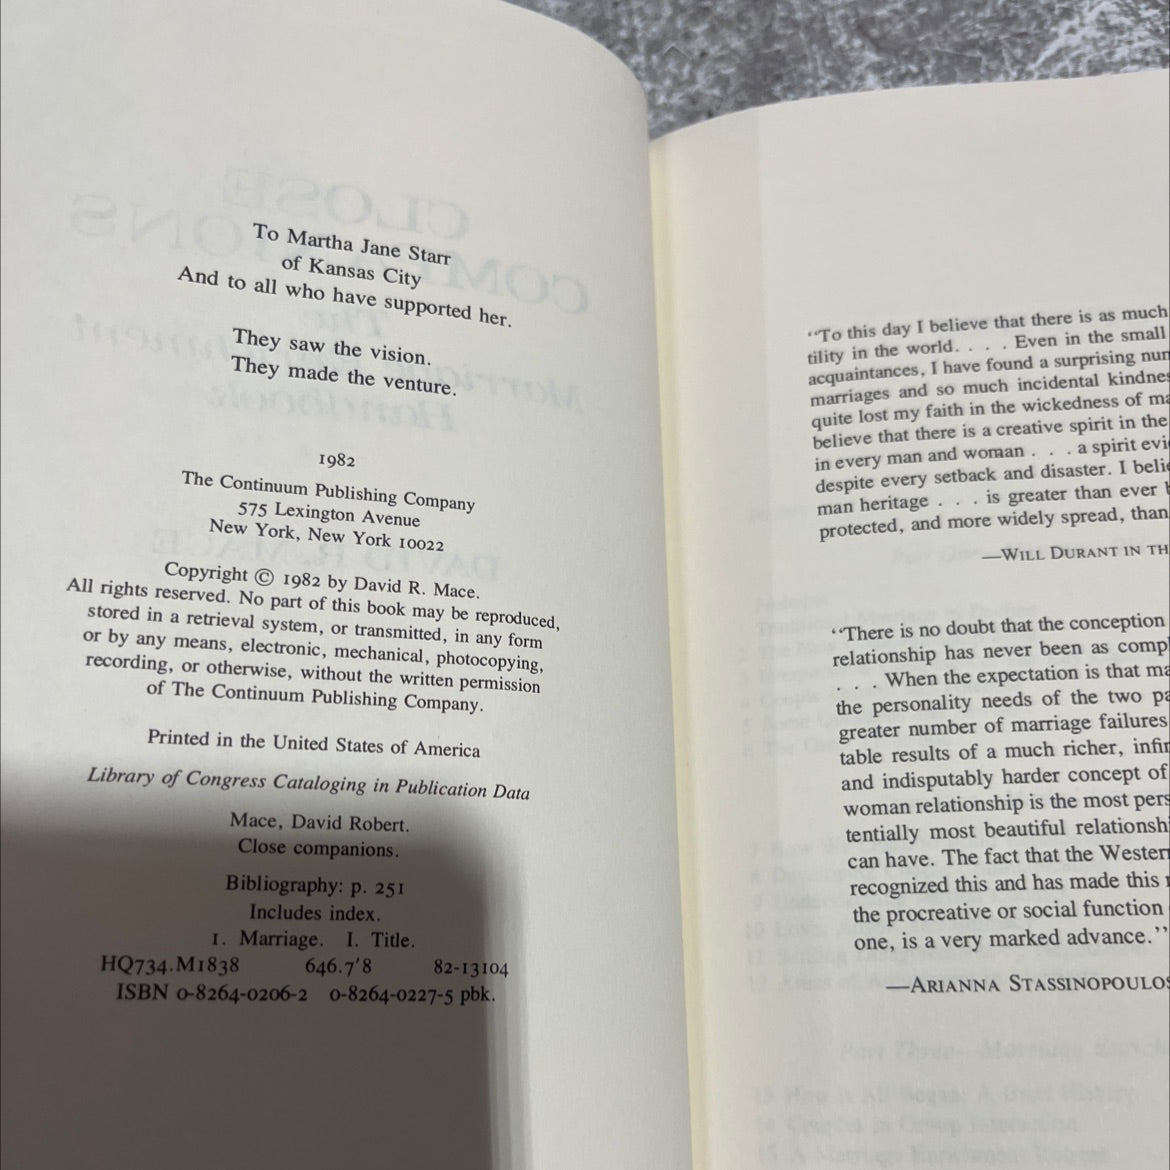 To Martha Jane Starr
of Kansas City
And to all who have supported her.
They saw the vision.
They made the venture.
1982
The Continuum Publishing Company
575 Lexington Avenue
New York, New York 10022
Copyright © 1982 by David R. Mace.
All rights reserved. No part of this book may be reproduced,
stored in a retrieval system, or transmitted, in any form
or by any means, electronic, mechanical, photocopying,
recording, or otherwise, without the written permission
of The Continuum Publishing Company.
Printed in the United States of America
Library of Congress Cataloging in Publication Data
Mace, David Robert.
Close companions.
Bibliography: p. 251
Includes index.
1. Marriage. I. Title.
HQ734.M1838 646.7'8 82-13104
ISBN 0-8264-0206-2 0-8264-0227-5 pbk.
"To this day I believe that there is as much
tility in the world. . . . Even in the small
acquaintances, I have found a surprising
marriages and so much incidental
quite lost my faith in the wickedness of
believe that there is a creative spirit in the
in every man and woman . . . a spirit
despite every setback and disaster. I
man heritage . . . is greater than ever
protected, and more widely spread, than
—WILL DURANT IN
"There is no doubt that the conception
relationship has never been as
. . . When the expectation is that
the personality needs of the two
greater number of marriage failures
table results of a much richer,
and indisputably harder concept of
woman relationship is the most
tentially most beautiful
can have. The fact that the
recognized this and has made this
the procreative or social function
one, is a very marked advance."
—ARIANNA STASSINOPOULOS